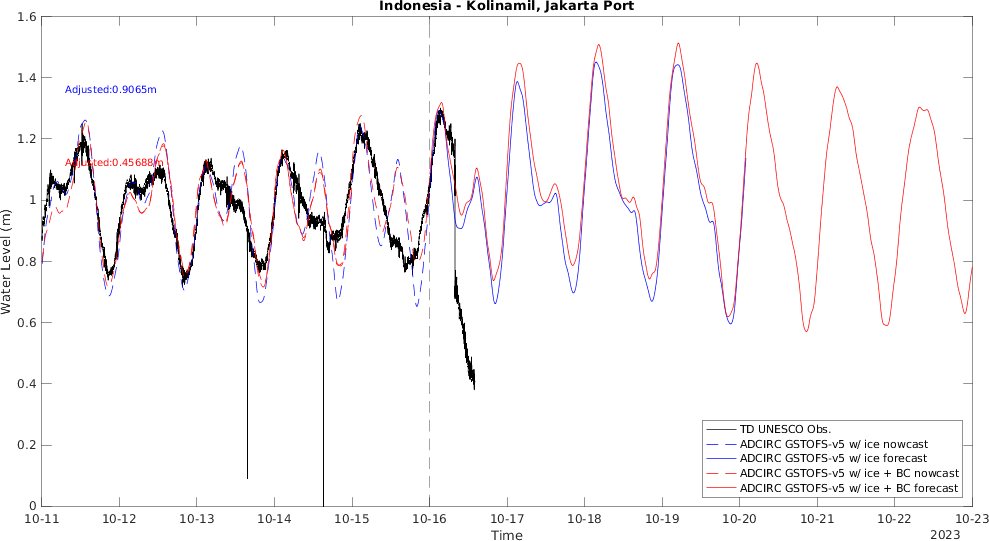 Indonesia - Kolinamil, Jakarta Port
Water Level (m)
1.6
1.4
1.2
1
0.8
0.6
0.4
0.2
0
Adjusted:0.9065m
Adjusted:0.45688m
10-11
10-12
10-13
10-14
10-15
10-16
10-17
10-18
10-19
10-20
10-21
10-22
10-23
Time
2023
TD UNESCO Obs.
ADCIRC GSTOFS-v5 w/ ice nowcast
ADCIRC GSTOFS-v5 w/ ice forecast
ADCIRC GSTOFS-v5 w/ ice + BC nowcast
ADCIRC GSTOFS-v5 w/ ice + BC forecast